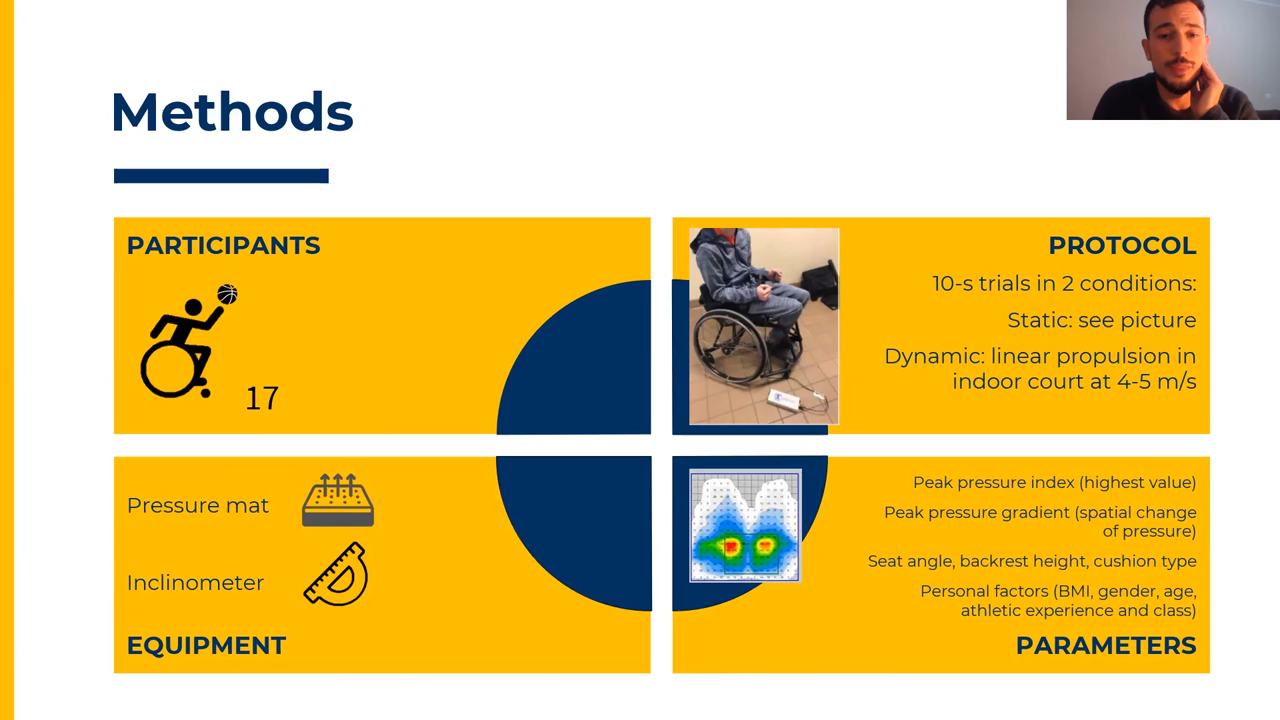 Methods
PARTICIPANTS
17
PROTOCOL
10-s trials in 2 conditions:
Static: see picture
Dynamic: linear propulsion in
indoor court at 4-5 m/s
Pressure mat
Inclinometer
EQUIPMENT
Peak pressure index (highest value)
Peak pressure gradient (spatial change
of pressure)
Seat angle, backrest height, cushion type
Personal factors (BMI, gender, age,
athletic experience and class)
PARAMETERS